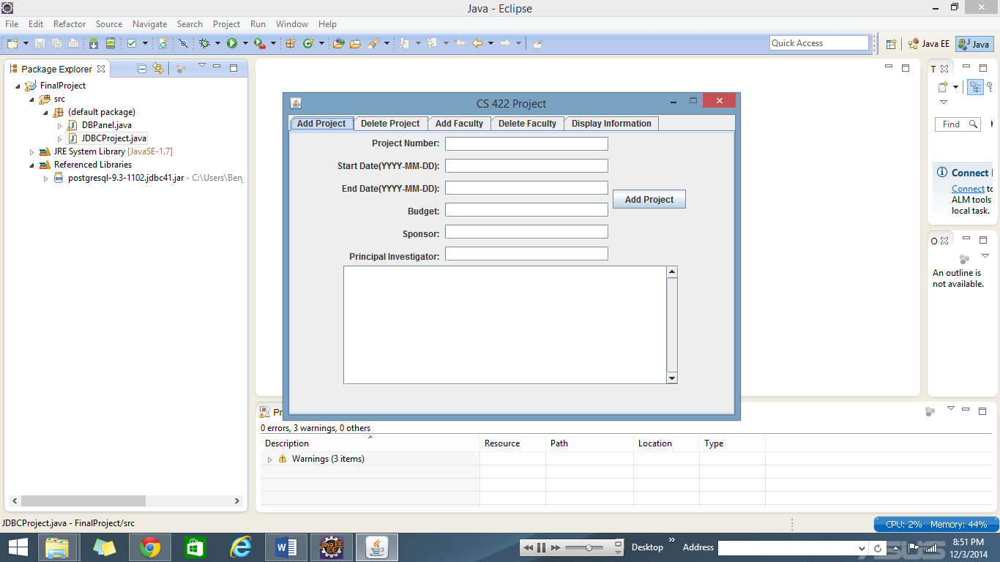 Java - Eclipse
File Edit Refactor Source Navigate Search Project Run Window Help
Quick Access
Java EE
Java
Package Explorer
FinalProject
src
(default package)
DBPanel.java
JDBCProject.java
JRE System Library [JavaSE-1.7]
Referenced Libraries
postgresql-9.3-1102.jdbc41.jar - C:\Users\Ben_
CS 422 Project
Add Project Delete Project Add Faculty Delete Faculty Display Information
Project Number:
Start Date(YYYY-MM-DD):
End Date(YYYY-MM-DD):
Add Project
Budget:
Sponsor:
Principal Investigator:
T
Find
Connect
Connect to
ALM tools
local task.
O
An outline is
not available.
Pr
0 errors, 3 warnings, 0 others
Description Resource Path Location Type
Warnings (3 items)
JDBCProject.java - FinalProject/src
CPU: 2% Memory: 44%
Java EE
IDE
Desktop
Address
ASUS
8:51 PM
12/3/2014